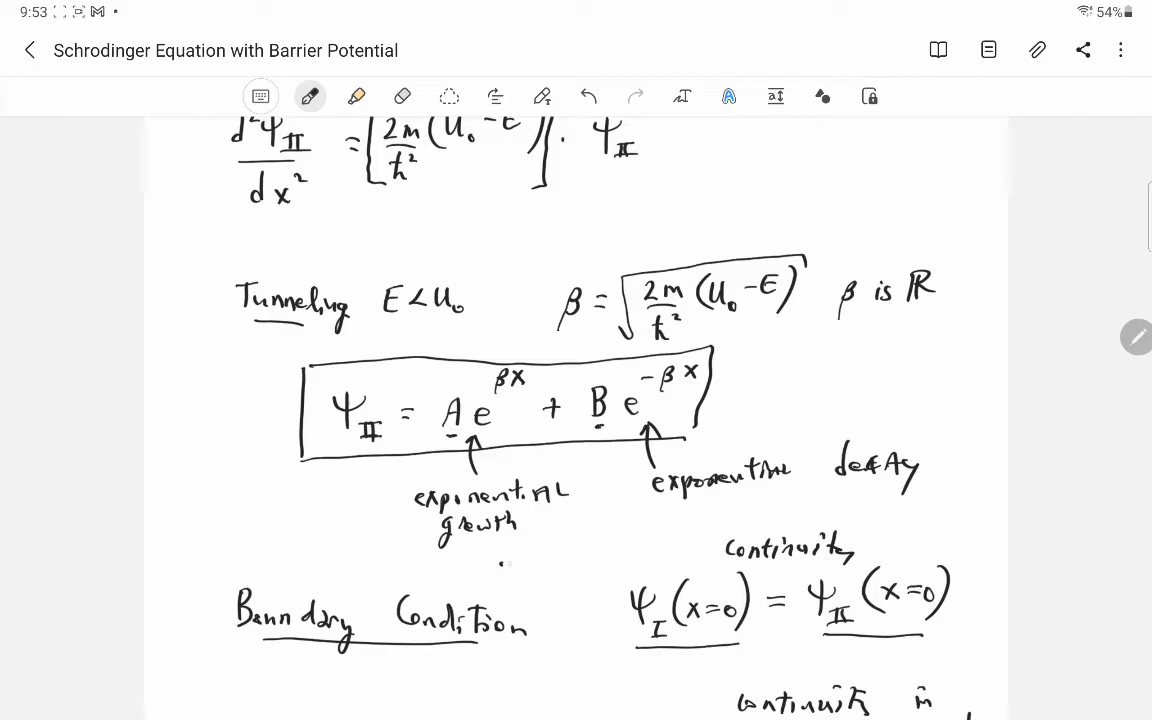 9:53
54%
Schrodinger Equation with Barrier Potential
d²Ψ_II / dx² = [2m/ħ² (U₀ - E)] · Ψ_II
Tunneling E < U₀ β = √(2m/ħ² (U₀ - E)) β is ℝ
Ψ_II = A e^{βx} + B e^{-βx}
exponential growth
exponential decay
continuity
Boundary Condition Ψ_I (x=0) = Ψ_II (x=0)
continuity in